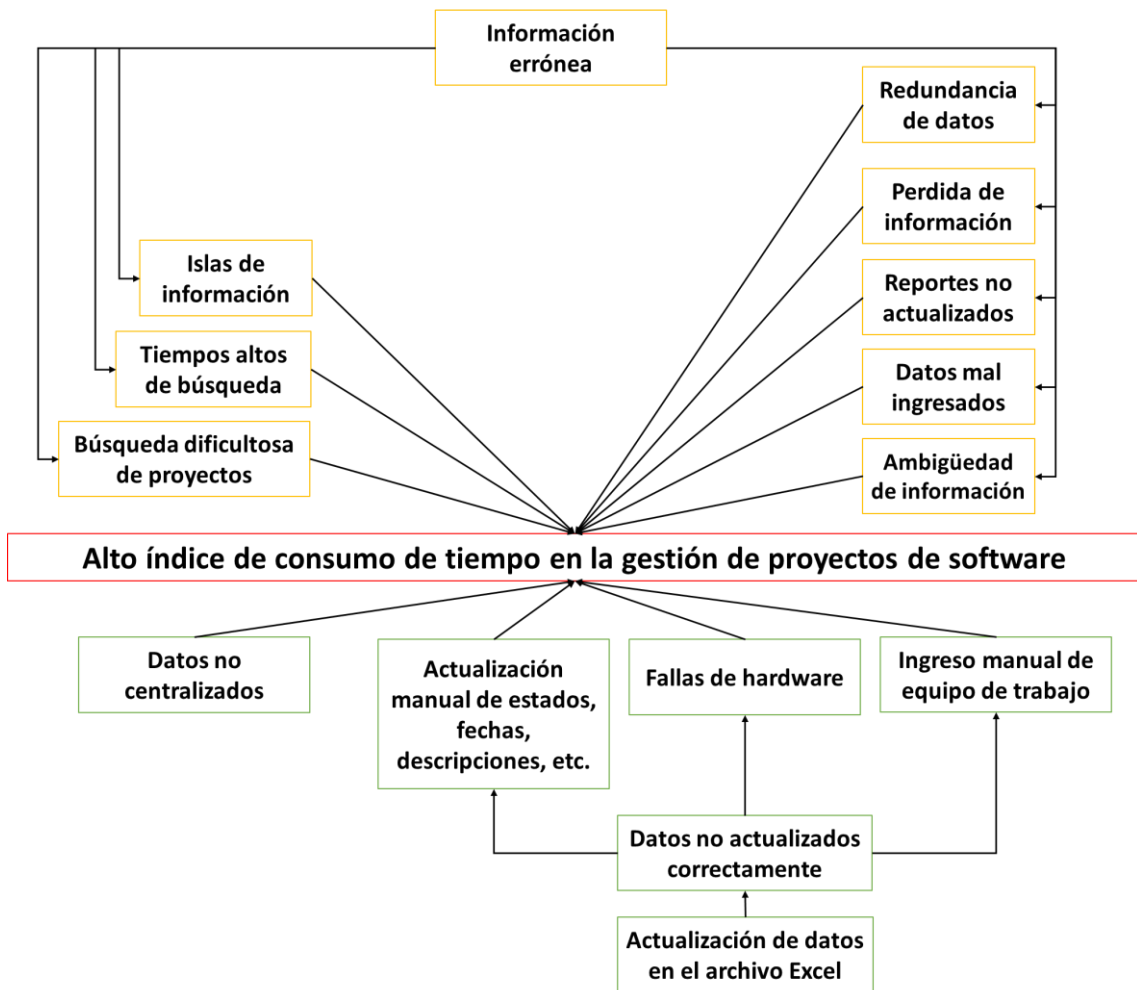 Información
errónea
Redundancia
de datos
Perdida de
información
Islas de
información
Reportes no
actualizados
Tiempos altos
de búsqueda
Datos mal
ingresados
Búsqueda dificultosa
de proyectos
Ambigüedad
de información
Alto índice de consumo de tiempo en la gestión de proyectos de software
Datos no
centralizados
Actualización
manual de estados,
fechas,
descripciones, etc.
Fallas de hardware
Ingreso manual de
equipo de trabajo
Datos no actualizados
correctamente
Actualización de datos
en el archivo Excel